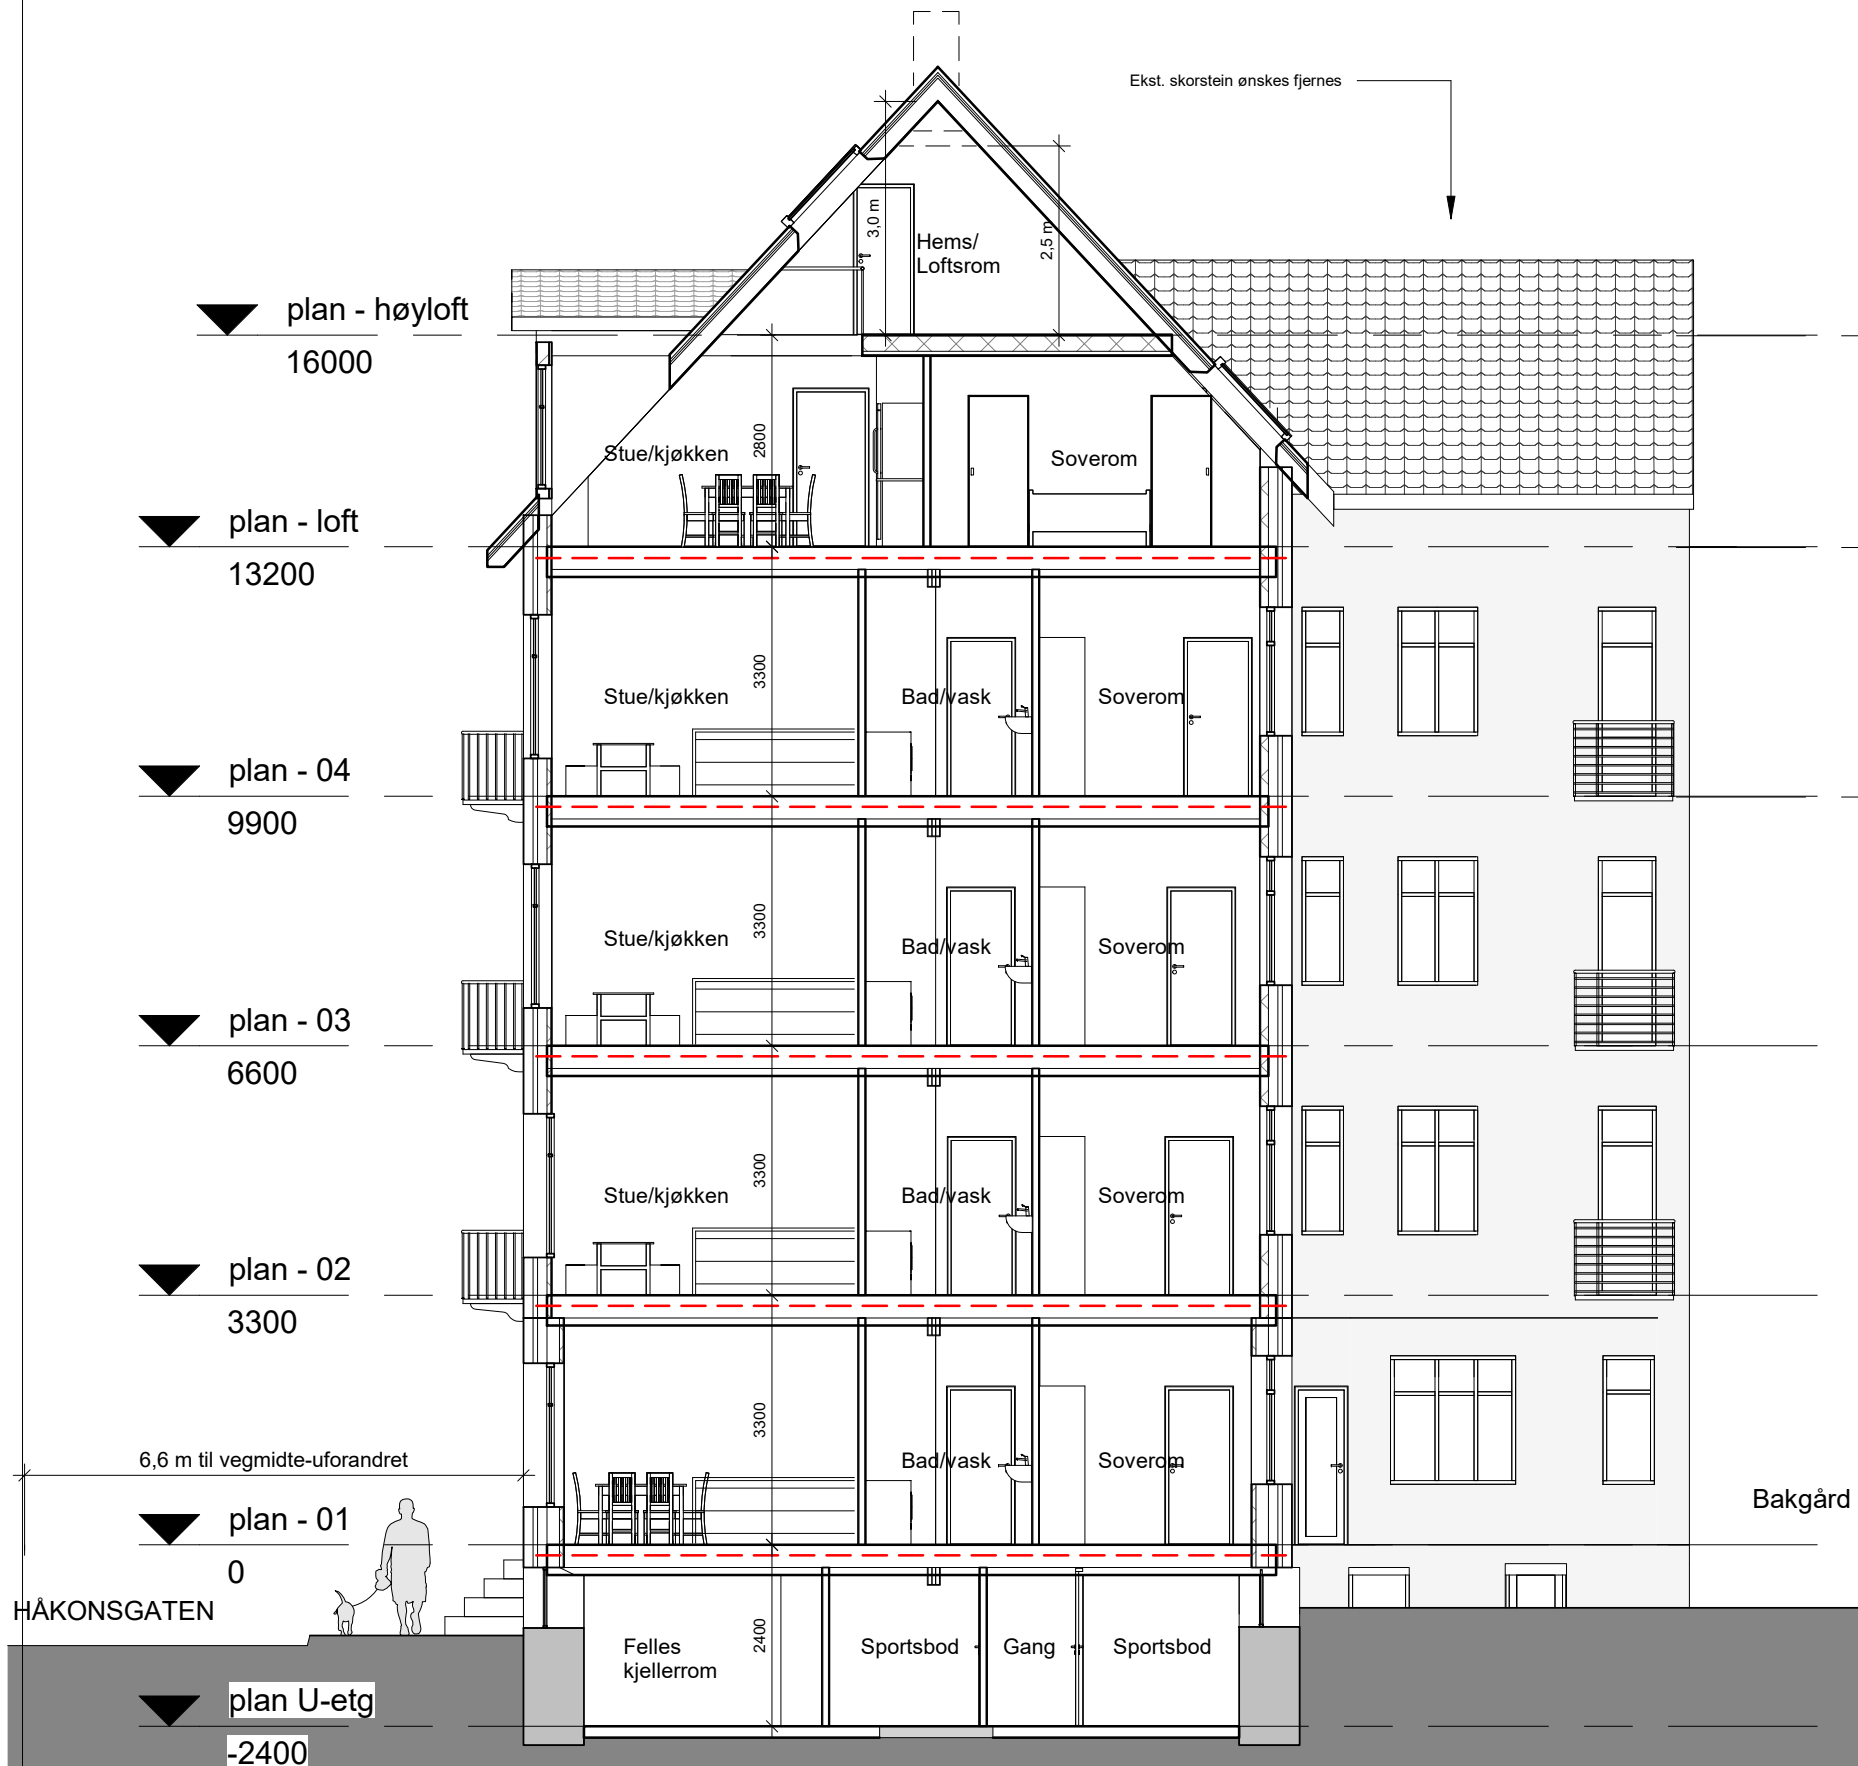 Ekst. skorstein ønskes fjernes
3,0 m
Hems/
Loftsrom
2,5 m
plan - høyloft
16000
Stue/kjøkken
2800
Soverom
plan - loft
13200
3300
Stue/kjøkken
Bad/vask
Soverom
plan - 04
9900
3300
Stue/kjøkken
Bad/vask
Soverom
plan - 03
6600
3300
Stue/kjøkken
Bad/vask
Soverom
plan - 02
3300
3300
6,6 m til vegmidte-uforandret
Bad/vask
Soverom
Bakgård
plan - 01
0
HÅKONSGATEN
Felles
kjellerrom
2400
Sportsbod
Gang
Sportsbod
plan U-etg
-2400